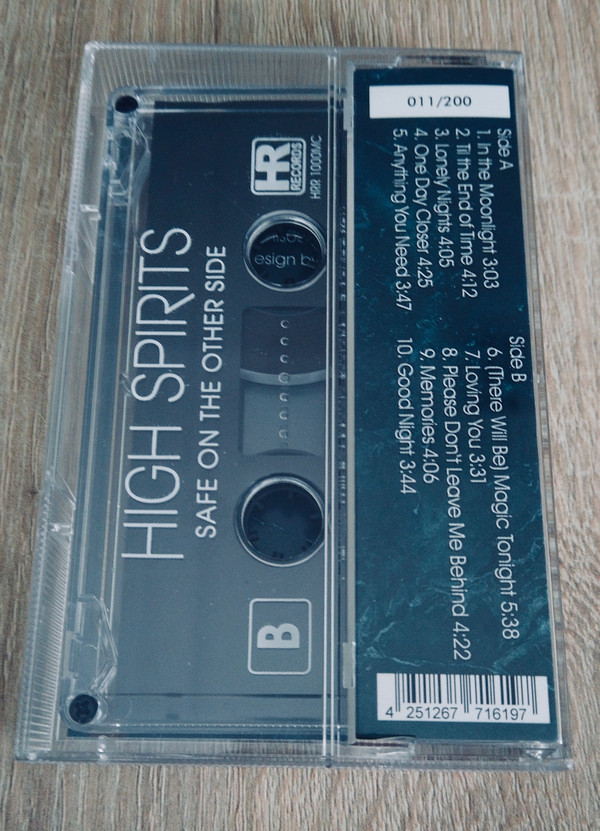 HIGH SPIRITS
SAFE ON THE OTHER SIDE
HR
RECORDS
HRR 1000MC
esign by
B
011/200
Side A
1. In the Moonlight 3:03
2. Til the End of Time 4:12
3. Lonely Nights 4:05
4. One Day Closer 4:25
5. Anything You Need 3:47
Side B
6. (There Will Be) Magic Tonight 5:38
7. Loving You 3:31
8. Please Don't Leave Me Behind 4:22
9. Memories 4:06
10. Good Night 3:44
4 251267 716197